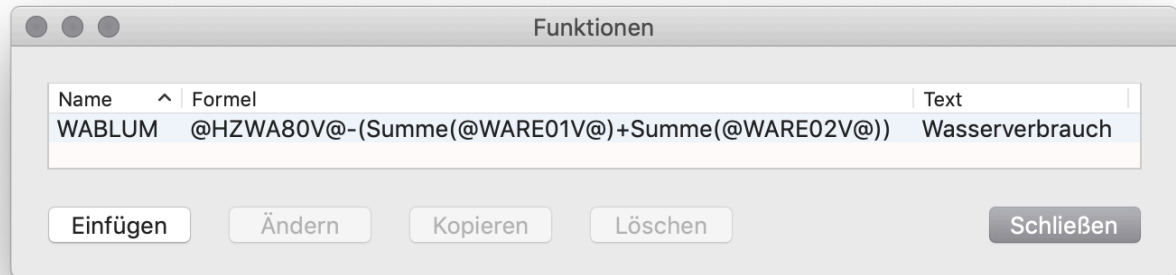 Funktionen
Name Formel Text
WABLUM @HZWA80V@-(Summe(@WARE01V@)+Summe(@WARE02V@)) Wasserverbrauch
Einfügen Ändern Kopieren Löschen Schließen